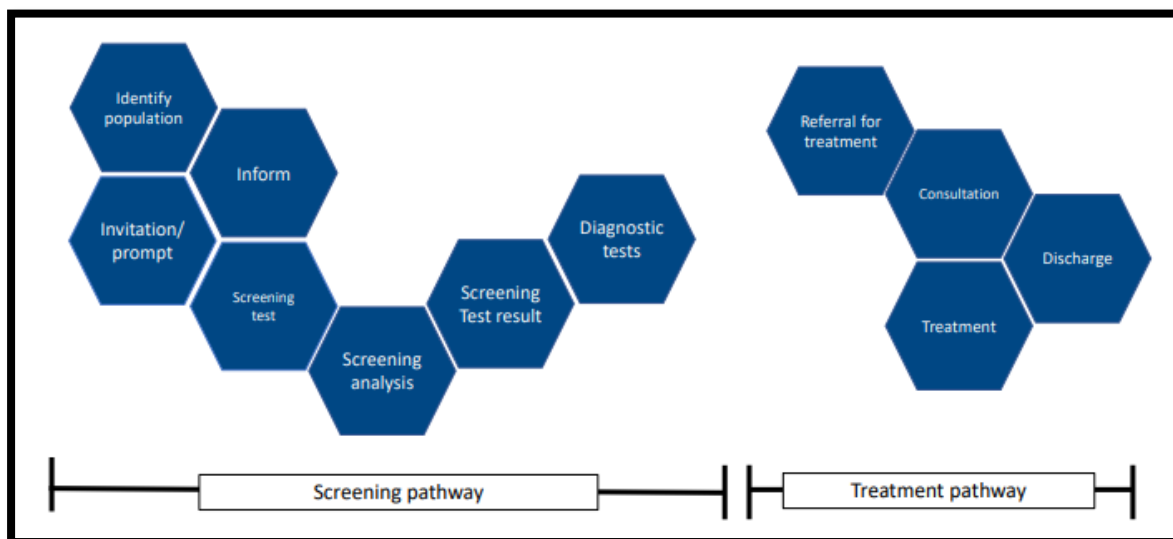 Identify
population
Inform
Invitation/
prompt
Screening
test
Screening
analysis
Screening
Test result
Diagnostic
tests
Referral for
treatment
Consultation
Treatment
Discharge
Screening pathway
Treatment pathway